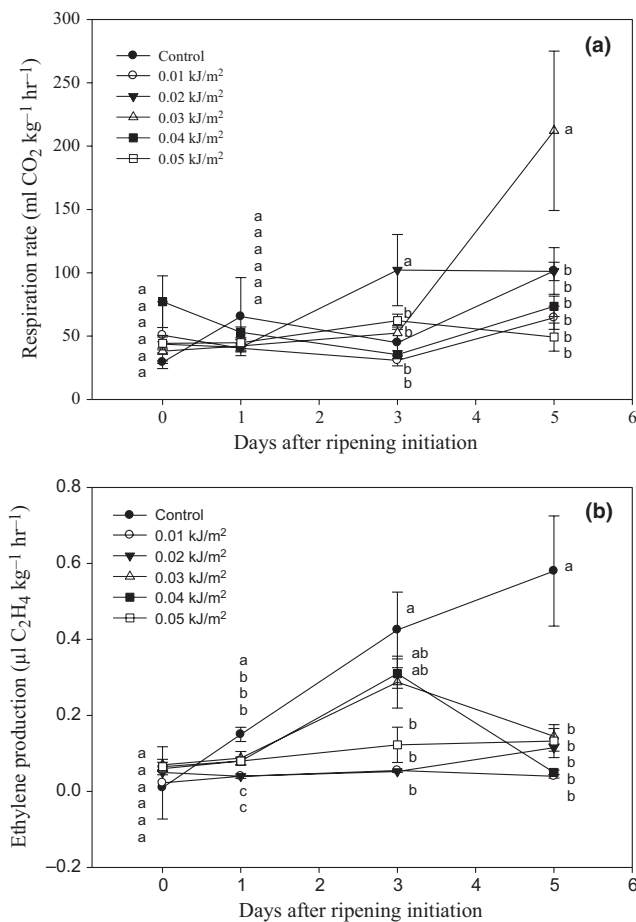 300
250
200
150
100
50
0
0
1
2
3
4
5
6
Respiration rate (ml CO2 kg−1 hr−1)
Days after ripening initiation
(a)
Control
0.01 kJ/m2
0.02 kJ/m2
0.03 kJ/m2
0.04 kJ/m2
0.05 kJ/m2
a
a
a
a
a
a
a
a
a
a
a
a
a
b
b
b
b
a
b
b
b
b
b
0.8
0.6
0.4
0.2
0.0
−0.2
0
1
2
3
4
5
6
Ethylene production (µl C2H4 kg−1 hr−1)
Days after ripening initiation
(b)
Control
0.01 kJ/m2
0.02 kJ/m2
0.03 kJ/m2
0.04 kJ/m2
0.05 kJ/m2
a
a
a
a
a
a
a
b
b
b
c
c
a
ab
ab
b
b
b
a
b
b
b
b
b